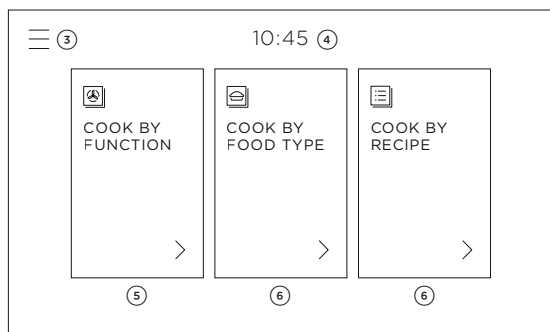 3
10:45 4
COOK BY
FUNCTION
COOK BY
FOOD TYPE
COOK BY
RECIPE
5
6
6